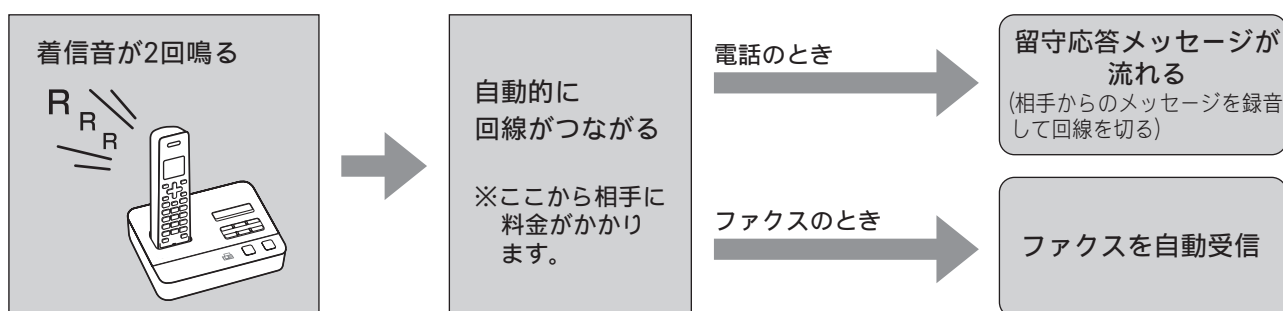 着信音が2回鳴る
R
R
R
自動的に
回線がつながる
※ここから相手に
料金がかかり
ます。
電話のとき
留守応答メッセージが
流れる
(相手からのメッセージを録音
して回線を切る)
ファクスのとき
ファクスを自動受信